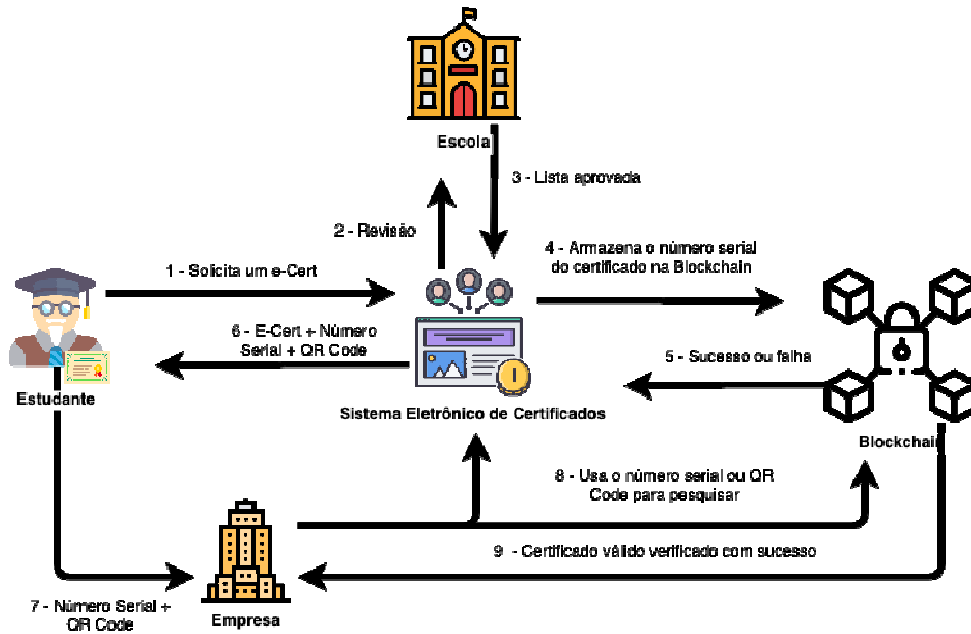 Escola
3 - Lista aprovada
2 - Revisão
4 - Armazena o número serial
do certificado na Blockchain
1 - Solicita um e-Cert
6 - E-Cert + Número
Serial + QR Code
5 - Sucesso ou falha
Estudante
Sistema Eletrônico de Certificados
Blockchain
8 - Usa o número serial ou QR
Code para pesquisar
9 - Certificado válido verificado com sucesso
7 - Número Serial +
QR Code
Empresa